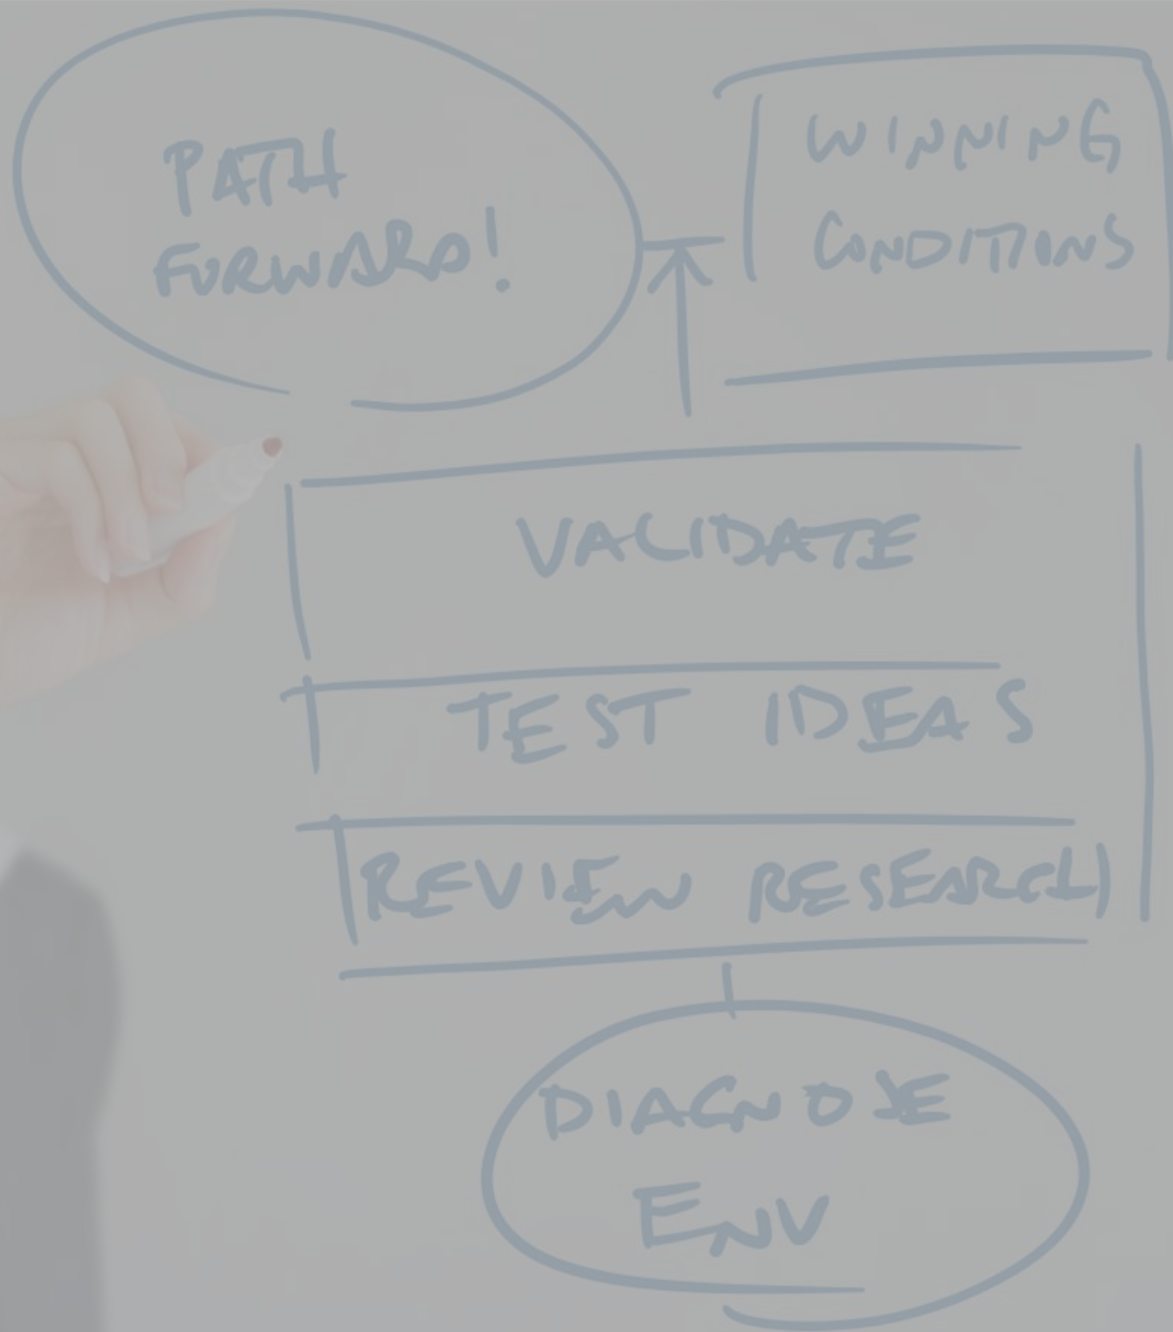 PATH
FORWARD!
WINNING
CONDITIONS
VALIDATE
TEST IDEAS
REVIEW RESEARCH
DIAGNOSE
ENV